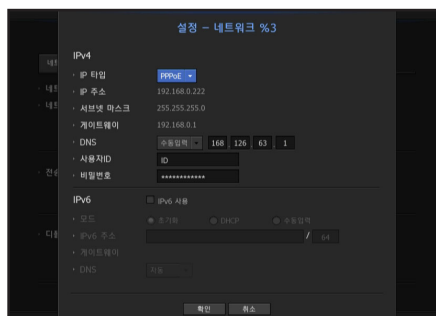 설정 – 네트워크 %3
IPv4
IP 타입 PPPoE
IP 주소 192.168.0.222
서브넷 마스크 255.255.255.0
게이트웨이 192.168.0.1
DNS 수동입력 168 126 63 1
사용자ID ID
비밀번호 ************
IPv6 IPv6 사용
모드 초기화 DHCP 수동입력
IPv6 주소 / 64
게이트웨이
DNS 자동
확인 취소